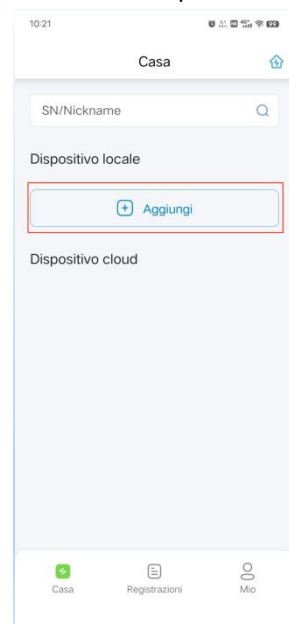 10:21
Casa
SN/Nickname
Dispositivo locale
Aggiungi
Dispositivo cloud
Casa
Registrazioni
Mio